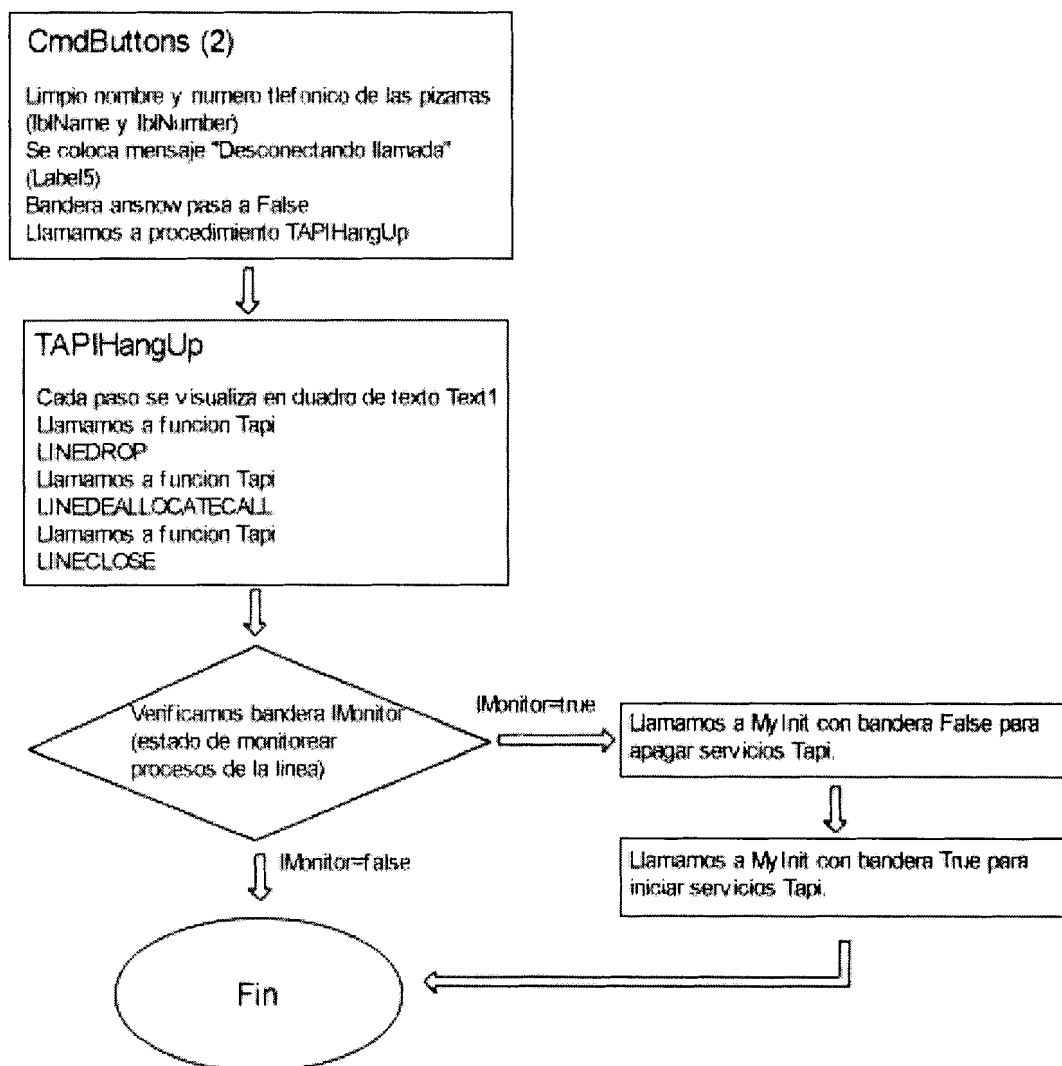 CmdButtons (2)
Limpio nombre y numero tlefonico de las pizarras
(lblName y lblNumber)
Se coloca mensaje "Desconectando llamada"
(Label5)
Bandera ansnow pasa a False
Llamamos a procedimiento TAPIHangUp
TAPIHangUp
Cada paso se visualiza en duadro de texto Text1
Llamamos a funcion Tapi
LINEDROP
Llamamos a funcion Tapi
LINEDEALLOCATECALL
Llamamos a funcion Tapi
LINECLOSE
Verificamos bandera lMonitor
(estado de monitorear
procesos de la linea)
lMonitor=true
Llamamos a MyInit con bandera False para
apagar servicios Tapi.
Llamamos a MyInit con bandera True para
iniciar servicios Tapi.
lMonitor=false
Fin